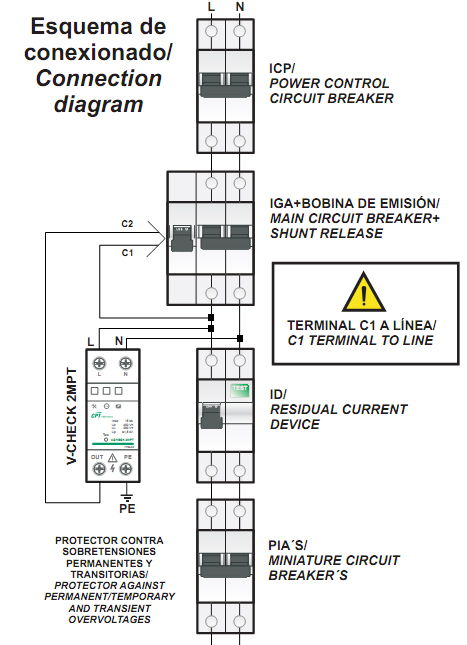 Esquema de
conexionado/
Connection
diagram
L N
ICP/
POWER CONTROL
CIRCUIT BREAKER
IGA+BOBINA DE EMISIÓN/
MAIN CIRCUIT BREAKER+
SHUNT RELEASE
C2
C1
TERMINAL C1 A LÍNEA/
C1 TERMINAL TO LINE
L N
L N
V-CHECK 2MPT
CPT
OUT PE
PE
TEST
ID/
RESIDUAL CURRENT
DEVICE
PIA´S/
MINIATURE CIRCUIT
BREAKER´S
PROTECTOR CONTRA
SOBRETENSIONES
PERMANENTES Y
TRANSITORIAS/
PROTECTOR AGAINST
PERMANENT/TEMPORARY
AND TRANSIENT
OVERVOLTAGES